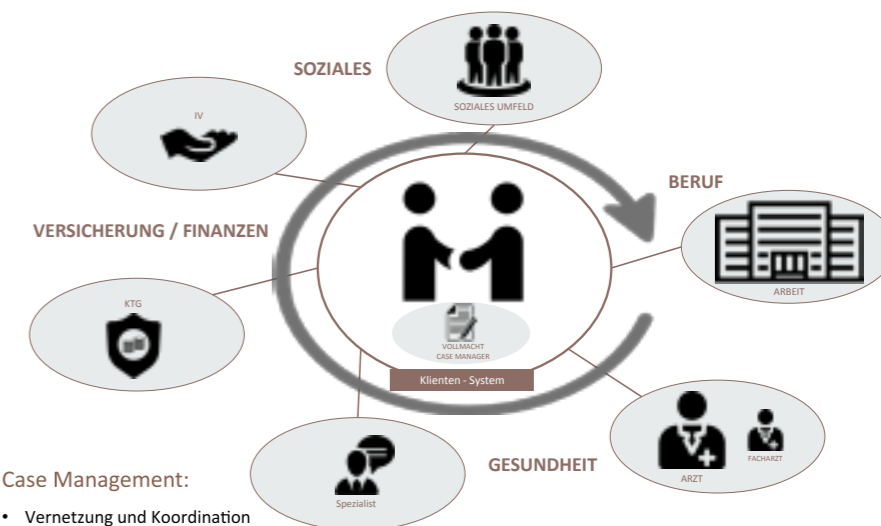 SOZIALES
SOZIALES UMFELD
IV
BERUF
VERSICHERUNG / FINANZEN
ARBEIT
KTG
VOLLMACHT
CASE MANAGER
Klienten - System
GESUNDHEIT
ARZT
FACHARZT
Spezialist
Case Management:
• Vernetzung und Koordination